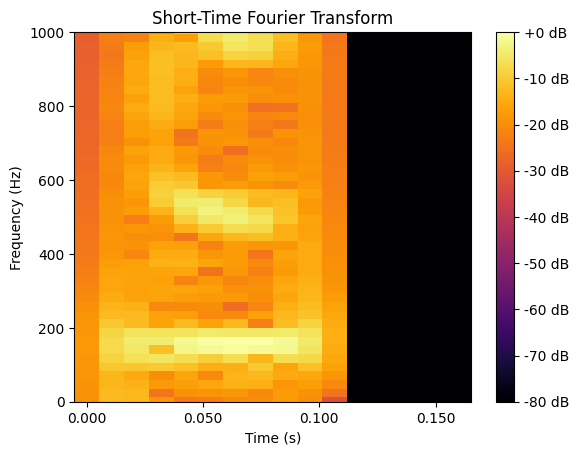 Short-Time Fourier Transform
1000
800
600
400
200
0
Frequency (Hz)
0.000
0.050
0.100
0.150
Time (s)
+0 dB
-10 dB
-20 dB
-30 dB
-40 dB
-50 dB
-60 dB
-70 dB
-80 dB